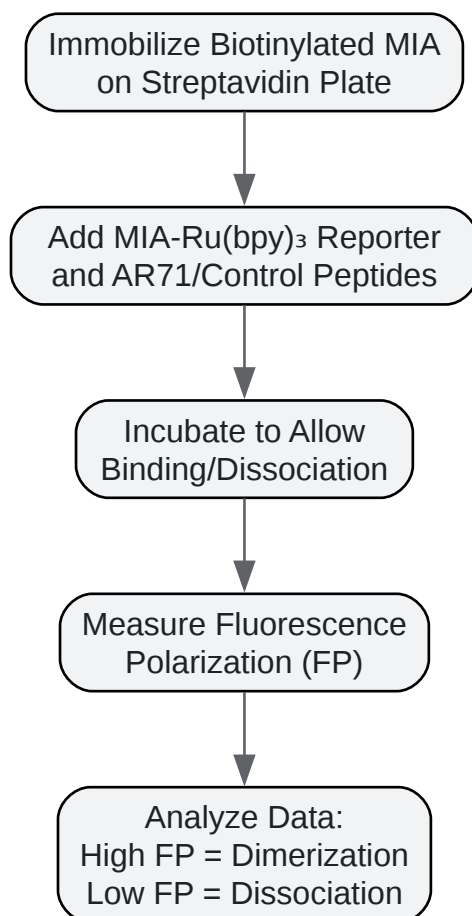 Immobilize Biotinylated MIA
on Streptavidin Plate
Add MIA-Ru(bpy)₃ Reporter
and AR71/Control Peptides
Incubate to Allow
Binding/Dissociation
Measure Fluorescence
Polarization (FP)
Analyze Data:
High FP = Dimerization
Low FP = Dissociation